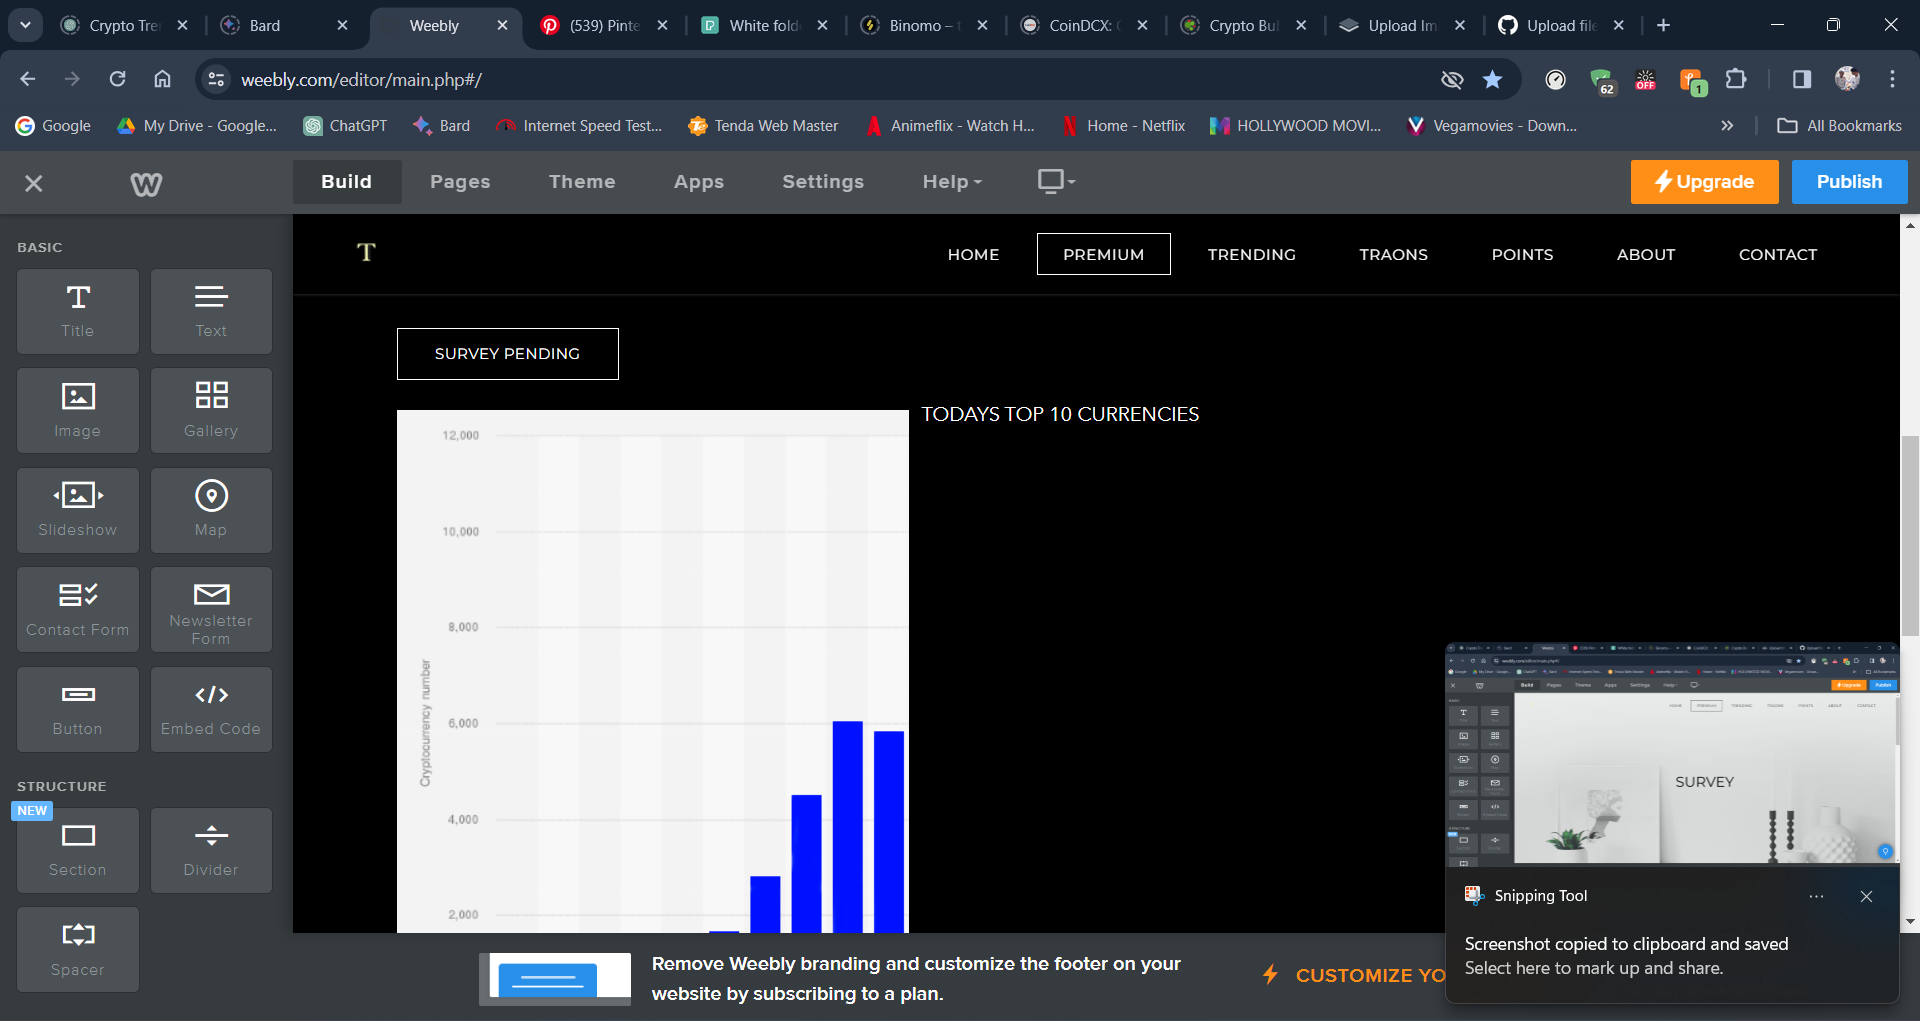 Crypto Tre
Bard
Weebly
(539) Pinte
White fold
Binomo – t
CoinDCX: C
Crypto Bul
Upload Im
Upload file
weebly.com/editor/main.php#/
62
OFF
1
Google
My Drive - Google...
ChatGPT
Bard
Internet Speed Test...
Tenda Web Master
Animeflix - Watch H...
Home - Netflix
HOLLYWOOD MOVI...
Vegamovies - Down...
All Bookmarks
Build
Pages
Theme
Apps
Settings
Help
Upgrade
Publish
BASIC
Title
Text
Image
Gallery
Slideshow
Map
Contact Form
Newsletter
Form
Button
Embed Code
STRUCTURE
NEW
Section
Divider
Spacer
T
HOME
PREMIUM
TRENDING
TRAONS
POINTS
ABOUT
CONTACT
SURVEY PENDING
TODAYS TOP 10 CURRENCIES
12,000
10,000
8,000
6,000
4,000
2,000
Cryptocurrency number
SURVEY
Snipping Tool
Screenshot copied to clipboard and saved
Select here to mark up and share.
Remove Weebly branding and customize the footer on your
website by subscribing to a plan.
CUSTOMIZE YO